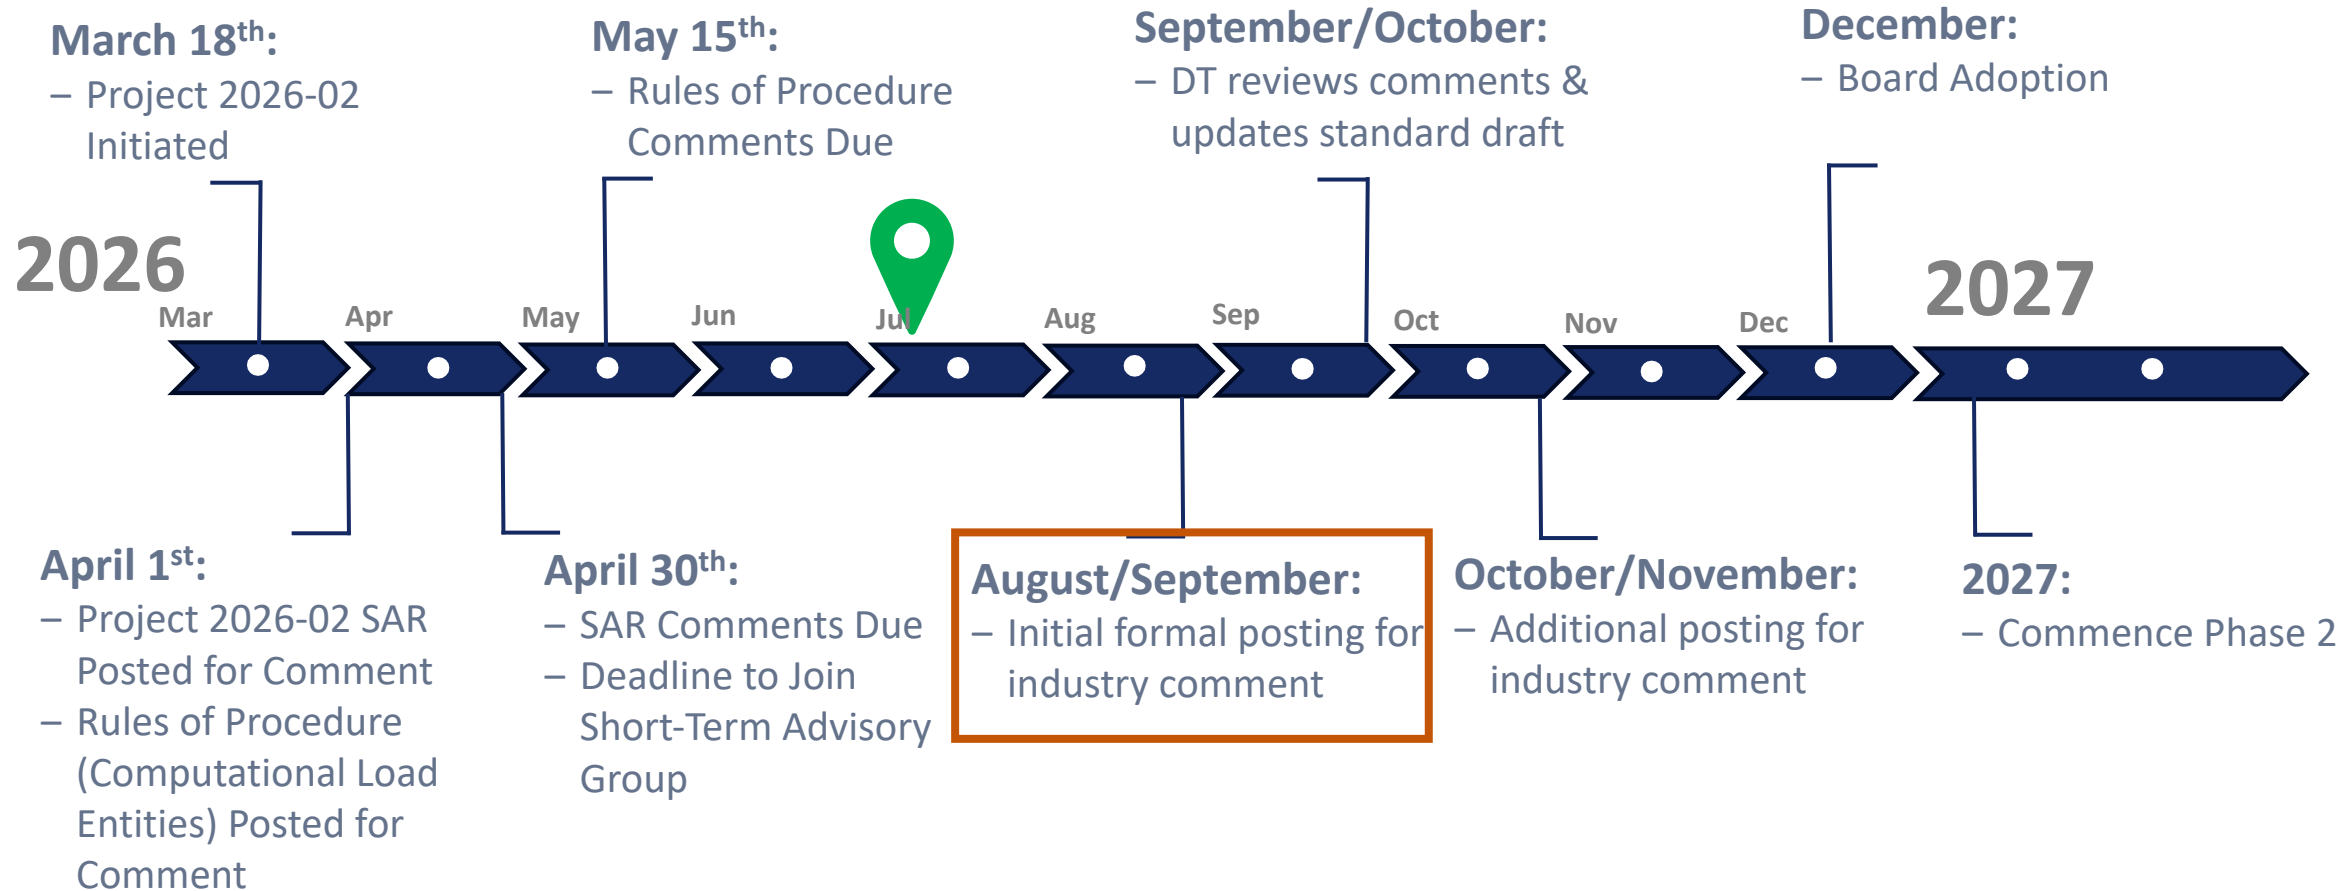 March 18th:
– Project 2026-02
Initiated
May 15th:
– Rules of Procedure
Comments Due
September/October:
– DT reviews comments &
updates standard draft
December:
– Board Adoption
2026
2027
Mar
Apr
May
Jun
Jul
Aug
Sep
Oct
Nov
Dec
April 1st:
– Project 2026-02 SAR
Posted for Comment
– Rules of Procedure
(Computational Load
Entities) Posted for
Comment
April 30th:
– SAR Comments Due
– Deadline to Join
Short-Term Advisory
Group
August/September:
– Initial formal posting for
industry comment
October/November:
– Additional posting for
industry comment
2027:
– Commence Phase 2